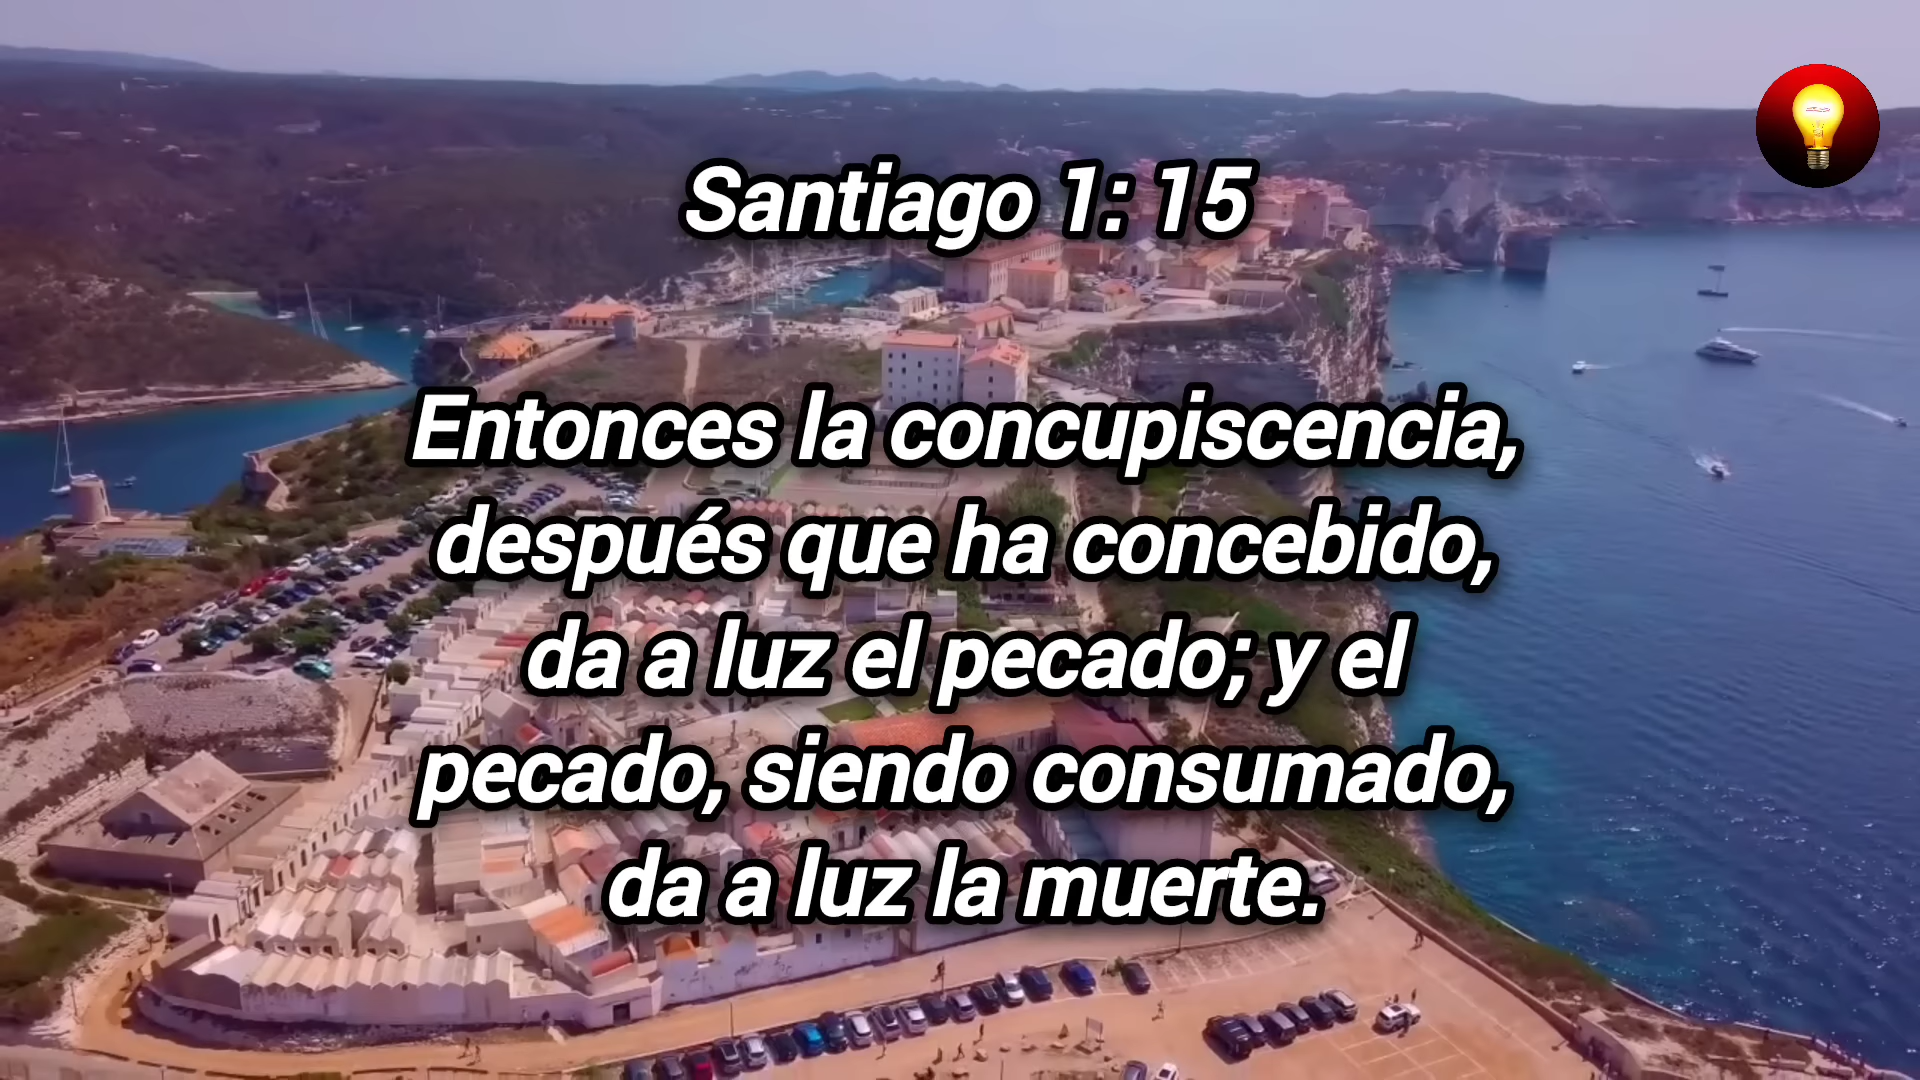 Santiago 1: 15
Entonces la concupiscencia,
después que ha concebido,
da a luz el pecado; y el
pecado, siendo consumado,
da a luz la muerte.